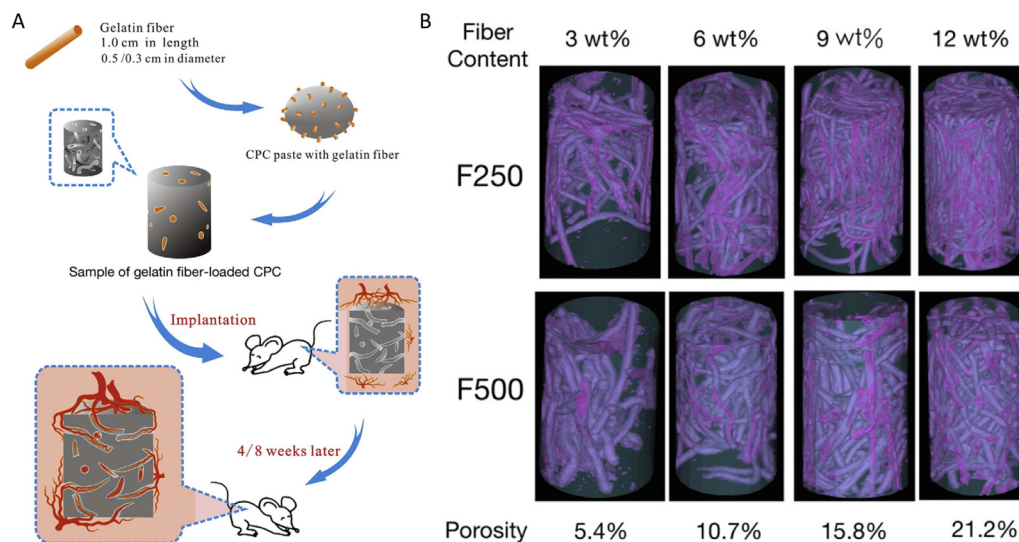 A
Gelatin fiber
1.0 cm in length
0.5 /0.3 cm in diameter
CPC paste with gelatin fiber
Sample of gelatin fiber-loaded CPC
Implantation
4/8 weeks later
B
Fiber Content
3 wt%
6 wt%
9 wt%
12 wt%
F250
F500
Porosity
5.4%
10.7%
15.8%
21.2%